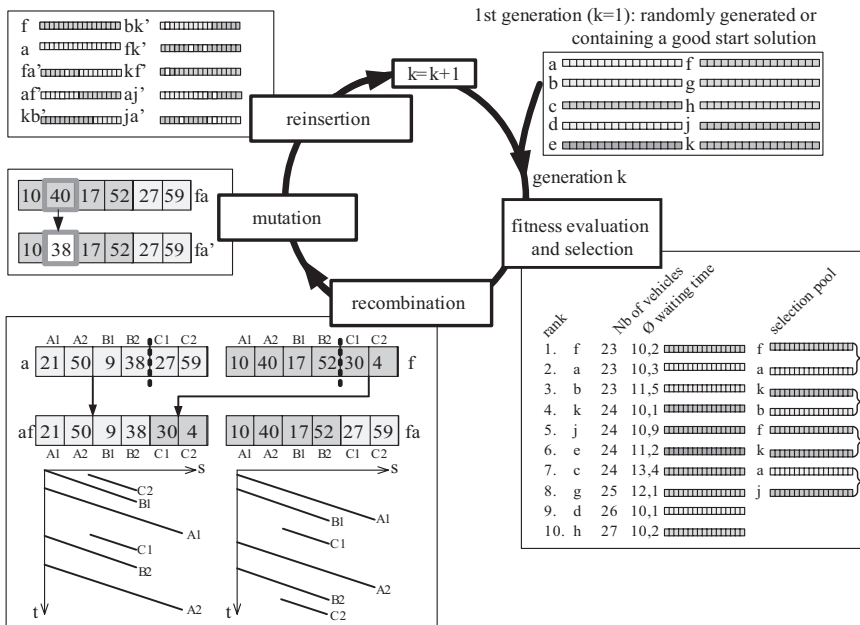 f bk’
a fk’
fa’ kf’
af’ aj’
kb’ ja’
reinsertion
k=k+1
1st generation (k=1): randomly generated or
containing a good start solution
a f
b g
c h
d j
e k
generation k
fitness evaluation
and selection
mutation
recombination
10 40 17 52 27 59 fa
10 38 17 52 27 59 fa’
A1 A2 B1 B2 C1 C2
a 21 50 9 38 27 59
A1 A2 B1 B2 C1 C2
10 40 17 52 30 4 f
af 21 50 9 38 30 4
A1 A2 B1 B2 C1 C2
10 40 17 52 27 59 fa
A1 A2 B1 B2 C1 C2
s
C2
B1
A1
C1
B2
A2
t
s
A1
B1
C1
A2
B2
C2
t
rank
Nb of vehicles
Ø waiting time
selection pool
1. f 23 10,2 f
2. a 23 10,3 a
3. b 23 11,5 k
4. k 24 10,1 b
5. j 24 10,9 f
6. e 24 11,2 k
7. c 24 13,4 a
8. g 25 12,1 j
9. d 26 10,1
10. h 27 10,2